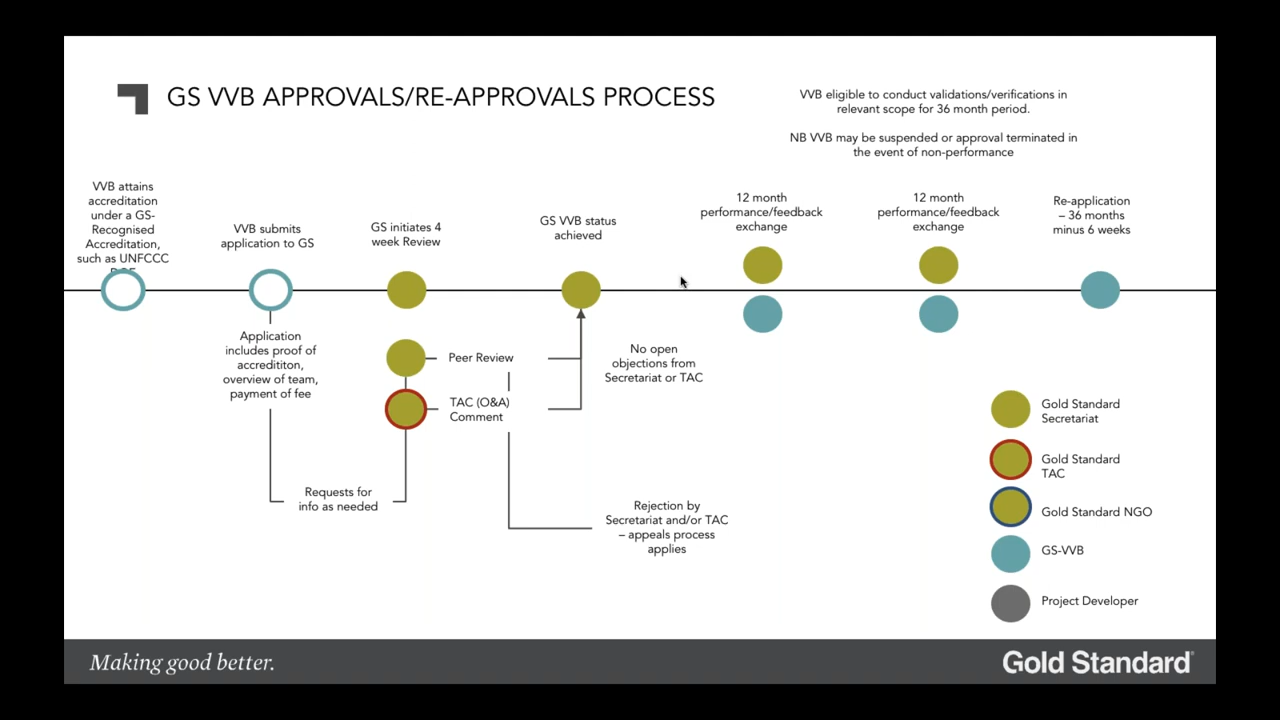 GS VVB APPROVALS/RE-APPROVALS PROCESS
VVB eligible to conduct validations/verifications in
relevant scope for 36 month period.
NB VVB may be suspended or approval terminated in
the event of non-performance
VVB attains
accreditation
under a GS-
Recognised
Accreditation,
such as UNFCCC
VVB submits
application to GS
GS initiates 4
week Review
GS VVB status
achieved
12 month
performance/feedback
exchange
12 month
performance/feedback
exchange
Re-application
– 36 months
minus 6 weeks
Application
includes proof of
accredititon,
overview of team,
payment of fee
Peer Review
TAC (O&A)
Comment
No open
objections from
Secretariat or TAC
Requests for
info as needed
Rejection by
Secretariat and/or TAC
– appeals process
applies
Gold Standard
Secretariat
Gold Standard
TAC
Gold Standard NGO
GS-VVB
Project Developer
Making good better.
Gold Standard®